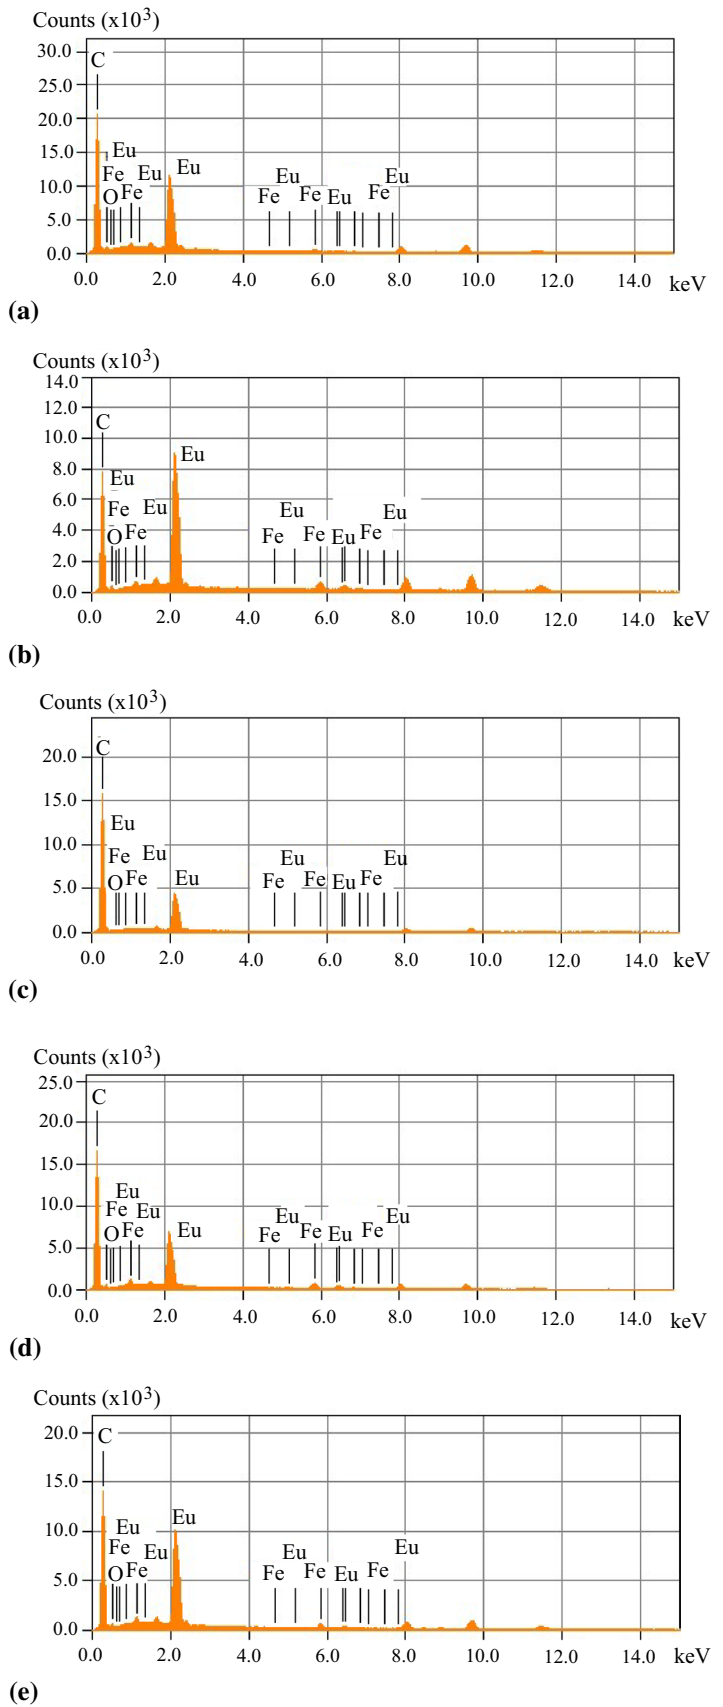 Counts (x10³)
30.0
C
25.0
20.0
15.0
Eu
Eu
Eu
Fe
10.0
Eu
Eu
Fe
Fe
Fe
Fe
O
Eu
5.0
0.0
0.0 2.0 4.0 6.0 8.0 10.0 12.0 14.0 keV
(a)
Counts (x10³)
14.0
12.0
C
10.0
Eu
8.0
Eu
6.0
Fe
Eu
Eu
Eu
4.0
O
Fe
Fe
Fe
Eu
Fe
2.0
0.0
0.0 2.0 4.0 6.0 8.0 10.0 12.0 14.0 keV
(b)
Counts (x10³)
C
20.0
15.0
Eu
10.0
Fe
Eu
Eu
Eu
O
Fe
Eu
Fe
Fe
Eu
Fe
5.0
0.0
0.0 2.0 4.0 6.0 8.0 10.0 12.0 14.0 keV
(c)
Counts (x10³)
25.0
C
20.0
15.0
10.0
Eu
Fe
Eu
Eu
Eu
O
Fe
Eu
Fe
Fe
Eu
Fe
5.0
0.0
0.0 2.0 4.0 6.0 8.0 10.0 12.0 14.0 keV
(d)
Counts (x10³)
20.0
C
15.0
10.0
Eu
Eu
Fe
Eu
Eu
Eu
O
Fe
Fe
Fe
Eu
Fe
5.0
0.0
0.0 2.0 4.0 6.0 8.0 10.0 12.0 14.0 keV
(e)